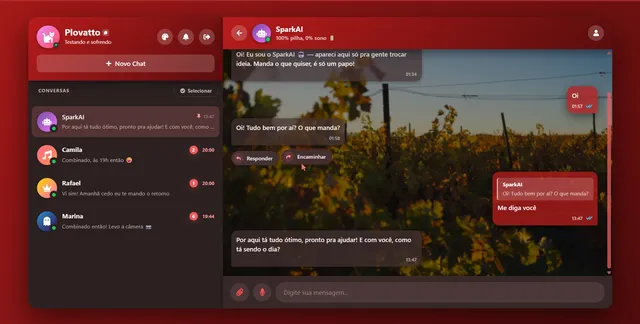 Plovatto
Testando e sofrendo
+ Novo Chat
CONVERSAS
Selecionar
SparkAI
13:47
Por aqui tá tudo ótimo, pronto pra ajudar! E com você, como ...
Camila
2
20:00
Combinado, às 19h então
Rafael
1
20:00
Vi sim! Amanhã cedo eu te mando o retorno.
Marina
6
19:44
Combinado então! Levo a câmera
SparkAI
100% pilha, 0% sono
Oi! Eu sou o SparkAI — apareci aqui só pra gente trocar
ideia. Manda o que quiser, é só um papo!
01:54
Oi
01:57
Oi! Tudo bem por aí? O que manda?
01:58
Responder
Encaminhar
SparkAI
Oi! Tudo bem por aí? O que manda?
Me diga você
13:47
Por aqui tá tudo ótimo, pronto pra ajudar! E com você, como
tá sendo o dia?
13:47
Digite sua mensagem...